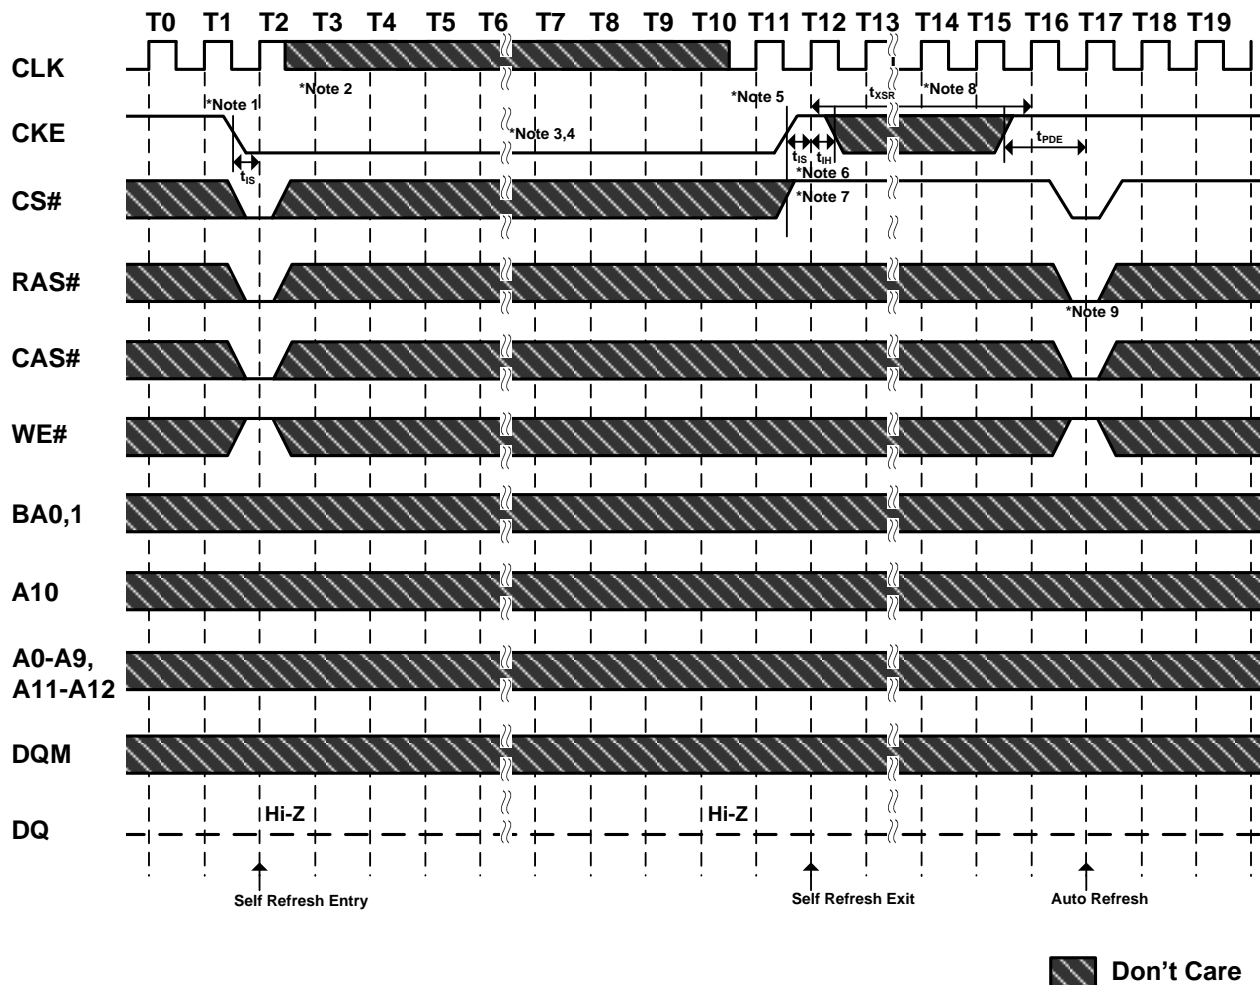 T0 T1 T2 T3 T4 T5 T6 T7 T8 T9 T10 T11 T12 T13 T14 T15 T16 T17 T18 T19
CLK
*Note 2
*Note 5
tXSR
*Note 8
*Note 1
CKE
*Note 3,4
tPDE
tIS
tIS
tIH
*Note 6
CS#
*Note 7
RAS#
*Note 9
CAS#
WE#
BA0,1
A10
A0-A9,
A11-A12
DQM
Hi-Z
Hi-Z
DQ
Self Refresh Entry
Self Refresh Exit
Auto Refresh
Don't Care